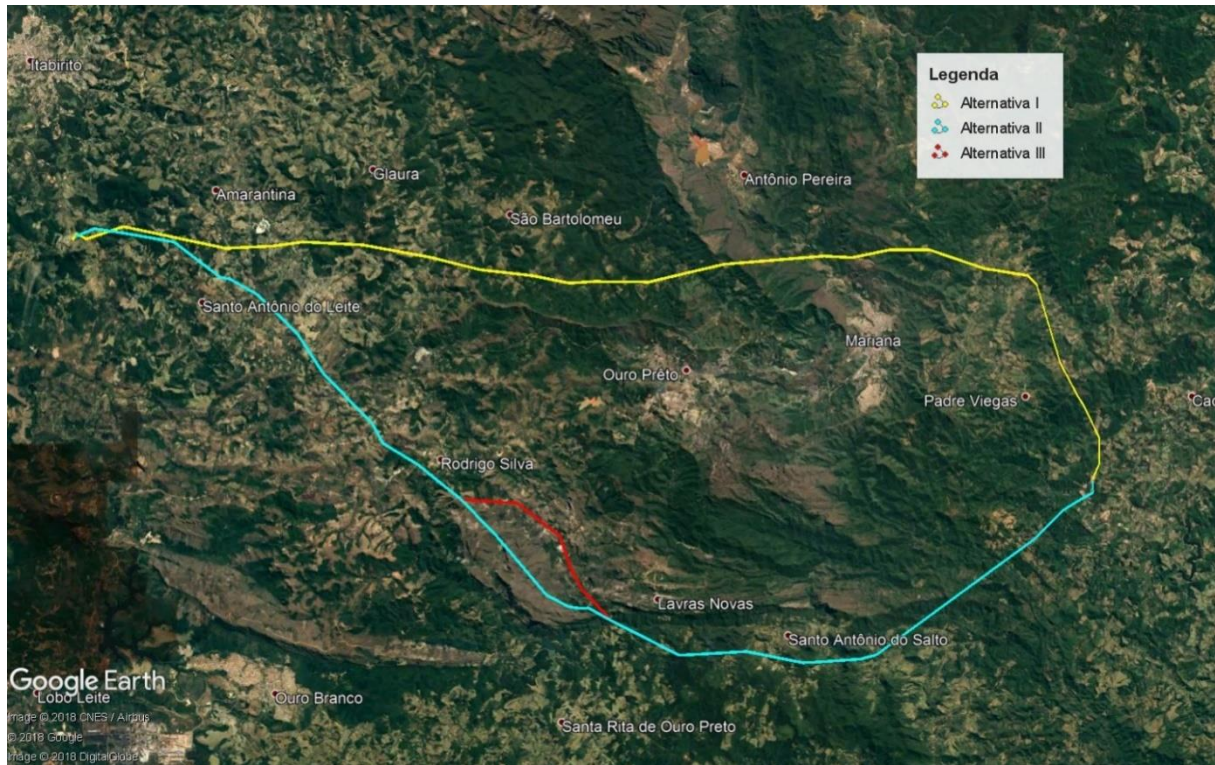 Itabirito
Legenda
Alternativa I
Alternativa II
Alternativa III
Glaura
Antônio Pereira
Amarantina
São Bartolomeu
Santo Antônio do Leite
Mariana
Ouro Prêto
Padre Viegas
Cac
Rodrigo Silva
Lavras Novas
Santo Antônio do Salto
Google Earth
Lobo Leite
Ouro Branco
Image © 2018 CNES / Airbus
Santa Rita de Ouro Preto
© 2018 Google
Image © 2018 DigitalGlobe